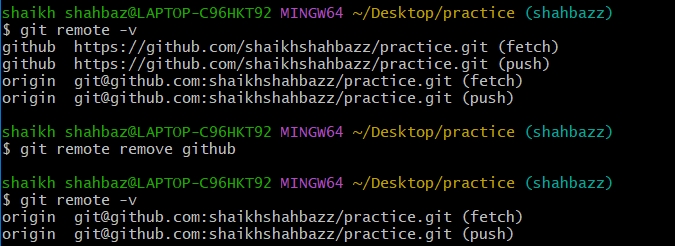 shaikh shahbaz@LAPTOP-C96HKT92 MINGW64 ~/Desktop/practice (shahbazz)
$ git remote -v
github  https://github.com/shaikhshahbazz/practice.git (fetch)
github  https://github.com/shaikhshahbazz/practice.git (push)
origin  git@github.com:shaikhshahbazz/practice.git (fetch)
origin  git@github.com:shaikhshahbazz/practice.git (push)
shaikh shahbaz@LAPTOP-C96HKT92 MINGW64 ~/Desktop/practice (shahbazz)
$ git remote remove github
shaikh shahbaz@LAPTOP-C96HKT92 MINGW64 ~/Desktop/practice (shahbazz)
$ git remote -v
origin  git@github.com:shaikhshahbazz/practice.git (fetch)
origin  git@github.com:shaikhshahbazz/practice.git (push)